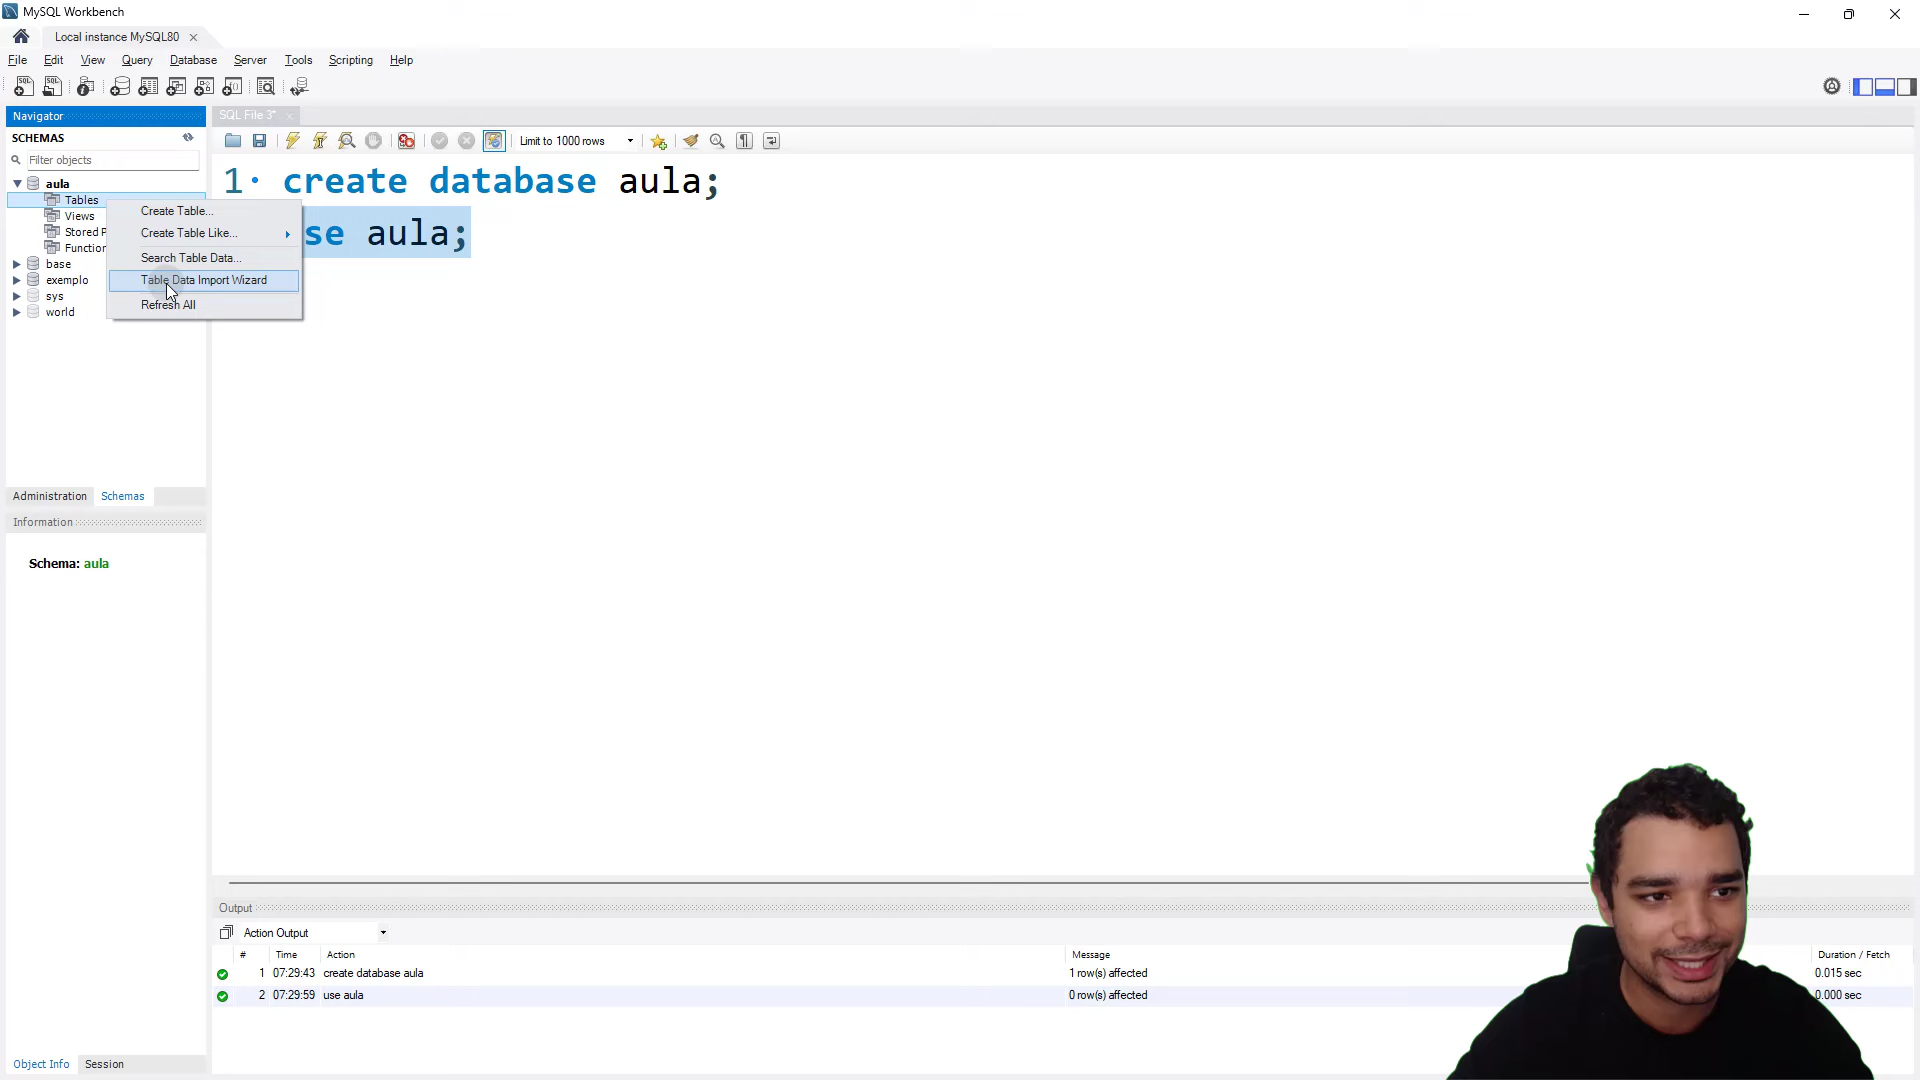 MySQL Workbench
Local instance MySQL80
File Edit View Query Database Server Tools Scripting Help
Navigator
SCHEMAS
Filter objects
aula
Tables
Views
Stored P
Function
base
exemplo
sys
world
Create Table...
Create Table Like...
Search Table Data...
Table Data Import Wizard
Refresh All
SQL File 3*
Limit to 1000 rows
1 create database aula;
se aula;
Administration Schemas
Information
Schema: aula
Output
Action Output
# Time Action Message Duration / Fetch
1 07:29:43 create database aula 1 row(s) affected 0.015 sec
2 07:29:59 use aula 0 row(s) affected 0.000 sec
Object Info Session